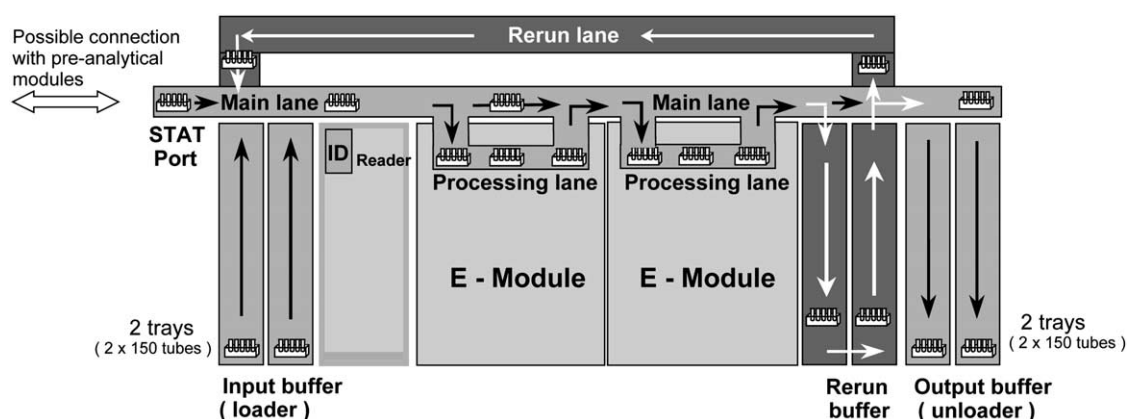 Possible connection
with pre-analytical
modules
Rerun lane
Main lane
Main lane
STAT
Port
ID Reader
Processing lane
Processing lane
E - Module
E - Module
2 trays
( 2 x 150 tubes )
2 trays
( 2 x 150 tubes )
Input buffer
( loader )
Rerun
buffer
Output buffer
( unloader )